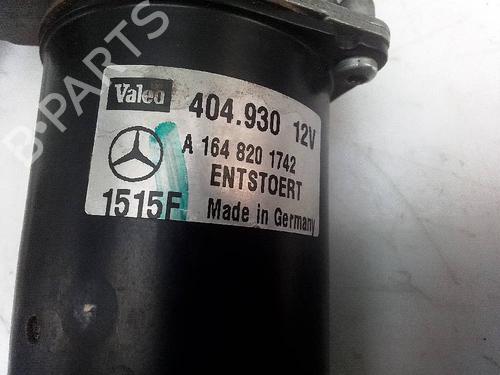 B-PARTS
Valeo 404.930 12V
A 164 820 1742
ENTSTOERT
1515F Made in Germany